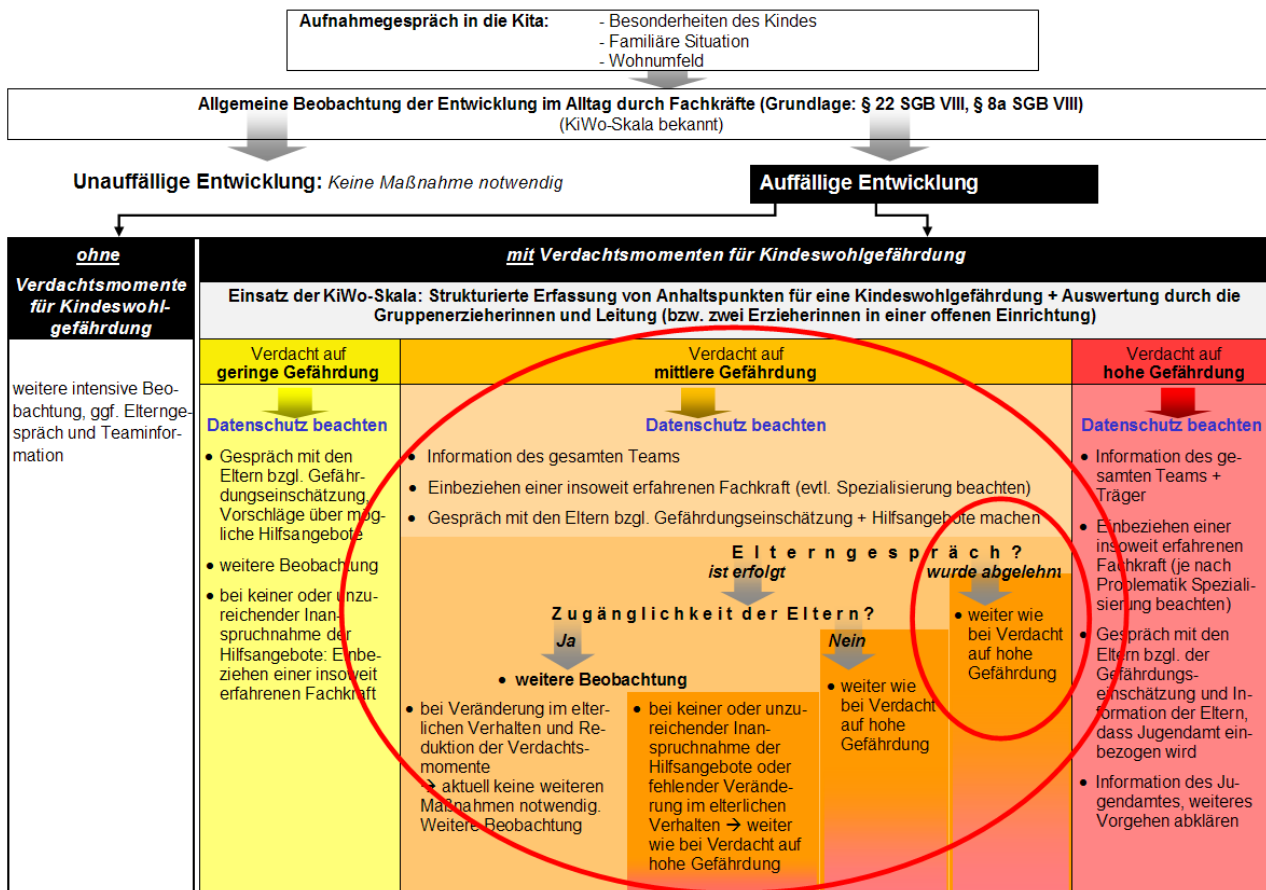 Aufnahmegespräch in die Kita:
- Besonderheiten des Kindes
- Familiäre Situation
- Wohnumfeld
Allgemeine Beobachtung der Entwicklung im Alltag durch Fachkräfte (Grundlage: § 22 SGB VIII, § 8a SGB VIII)
(KiWo-Skala bekannt)
Unauffällige Entwicklung: Keine Maßnahme notwendig
Auffällige Entwicklung
ohne
Verdachtsmomente
für Kindeswohl-
gefährdung
weitere intensive Beo-
bachtung, ggf. Elternge-
spräch und Teaminfor-
mation
mit Verdachtsmomenten für Kindeswohlgefährdung
Einsatz der KiWo-Skala: Strukturierte Erfassung von Anhaltspunkten für eine Kindeswohlgefährdung + Auswertung durch die
Gruppenerzieherinnen und Leitung (bzw. zwei Erzieherinnen in einer offenen Einrichtung)
Verdacht auf
geringe Gefährdung
Datenschutz beachten
• Gespräch mit den
Eltern bzgl. Gefähr-
dungseinschätzung,
Vorschläge über mög-
liche Hilfsangebote
• weitere Beobachtung
• bei keiner oder unzu-
reichender Inan-
spruchnahme der
Hilfsangebote: Einbe-
ziehen einer insoweit
erfahrenen Fachkraft
Verdacht auf
mittlere Gefährdung
Datenschutz beachten
• Information des gesamten Teams
• Einbeziehen einer insoweit erfahrenen Fachkraft (evtl. Spezialisierung beachten)
• Gespräch mit den Eltern bzgl. Gefährdungseinschätzung + Hilfsangebote machen
Elterngespräch?
ist erfolgt
wurde abgelehnt
Zugänglichkeit der Eltern?
Ja
Nein
• weitere Beobachtung
• bei Veränderung im elter-
lichen Verhalten und Re-
duktion der Verdachts-
momente
→ aktuell keine weiteren
Maßnahmen notwendig.
Weitere Beobachtung
• bei keiner oder unzu-
reichender Inan-
spruchnahme der
Hilfsangebote oder
fehlender Verände-
rung im elterlichen
Verhalten → weiter
wie bei Verdacht auf
hohe Gefährdung
• weiter wie
bei Verdacht
auf hohe
Gefährdung
• weiter wie
bei Verdacht
auf hohe
Gefährdung
Verdacht auf
hohe Gefährdung
Datenschutz beachten
• Information des ge-
samten Teams +
Träger
• Einbeziehen einer
insoweit erfahrenen
Fachkraft (je nach
Problematik Speziali-
sierung beachten)
• Gespräch mit den
Eltern bzgl. der
Gefährdungs-
einschätzung und In-
formation der Eltern,
dass Jugendamt ein-
bezogen wird
• Information des Ju-
gendamtes, weiteres
Vorgehen abklären